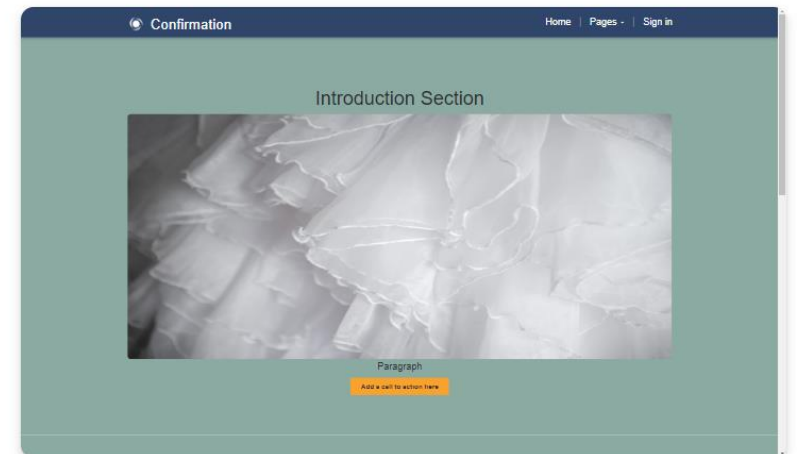 Confirmation
Home | Pages - | Sign in
Introduction Section
Paragraph
Add a call to action here